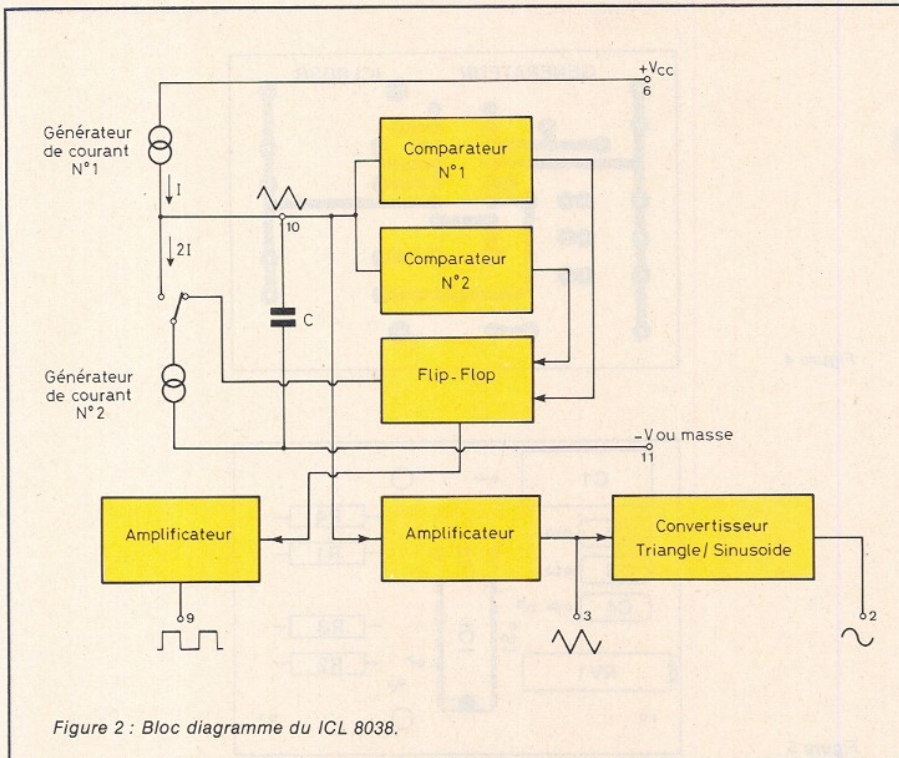 +Vcc
6
Générateur
de courant
N°1
I
Comparateur
N°1
10
2I
Comparateur
N°2
C
Flip-Flop
Générateur
de courant
N°2
-V ou masse
11
Amplificateur
Amplificateur
Convertisseur
Triangle/Sinusoide
9
3
2
Figure 2 : Bloc diagramme du ICL 8038.